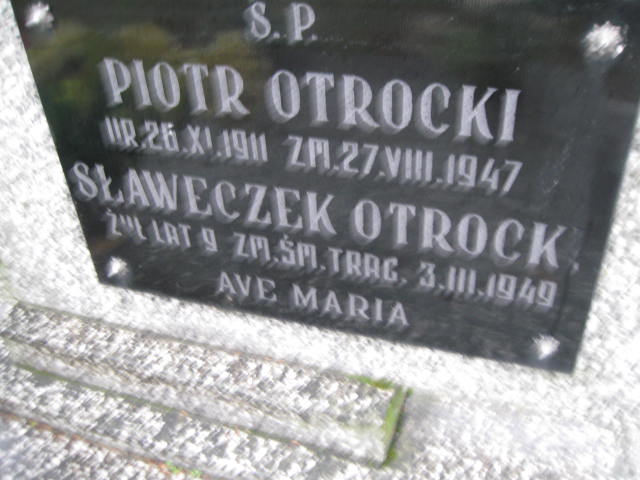 Ś.P.
PIOTR OTROCKI
UR.26.XI.1911 ZM.27.VIII.1947
SŁAWECZEK OTROCKI
ŻYŁ LAT 9 ZM.ŚM.TRAG. 3.III.1949
AVE MARIA